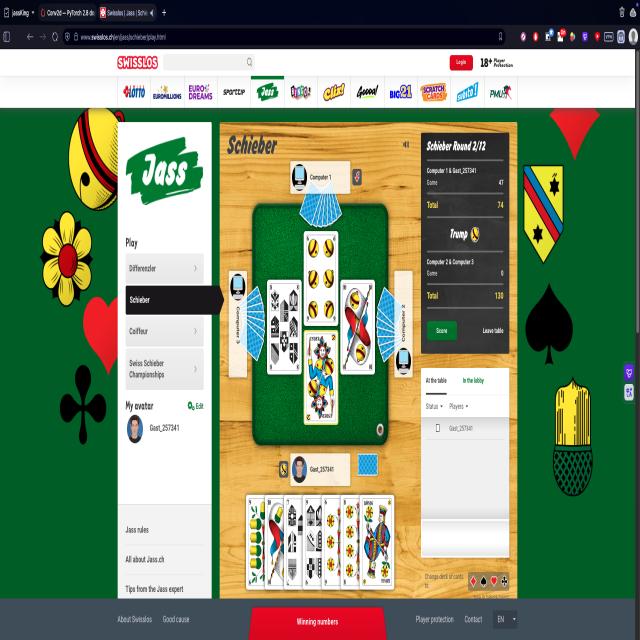 jassKing
Conv2d — PyTorch 2.8 do
Swisslos | Jass | Schi
www.swisslos.ch/en/jass/schieber/play.html
SWISSLOS
Login
18+ Player Protection
LOTTO
EUROMILLIONS
EURO DREAMS
SPORTTIP
Jass
Clix!
BIG 21
SCRATCH CARDS
PMU
Jass
Play
Differenzler
Schieber
Coiffeur
Swiss Schieber
Championships
My avatar
Edit
Gast_257341
Jass rules
All about Jass.ch
Tips from the Jass expert
Schieber
Computer 1
Computer 3
Computer 2
Gast_257341
Schieber Round 2/12
Computer 1 & Gast_257341
Game 47
Total 74
Trump
Computer 2 & Computer 3
Game 0
Total 130
Score
Leave table
At the table
In the lobby
Status
Players
Gast_257341
Change deck of cards
to
About Swisslos
Good cause
Winning numbers
Player protection
Contact
EN